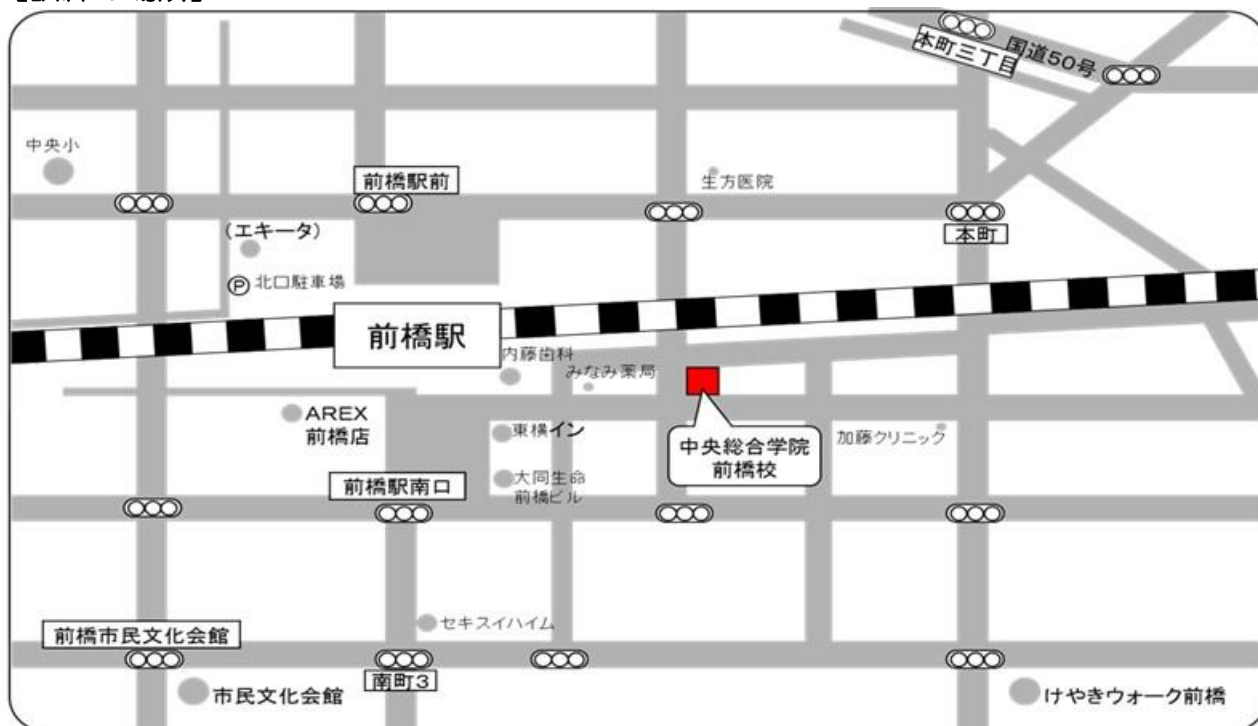 本町三丁目
国道50号
中央小
前橋駅前
生方医院
(エキータ)
本町
P
北口駐車場
前橋駅
内藤歯科
みなみ薬局
AREX
前橋店
東横イン
加藤クリニック
中央総合学院
前橋校
大同生命
前橋ビル
前橋駅南口
セキスイハイム
前橋市民文化会館
南町3
市民文化会館
けやきウォーク前橋